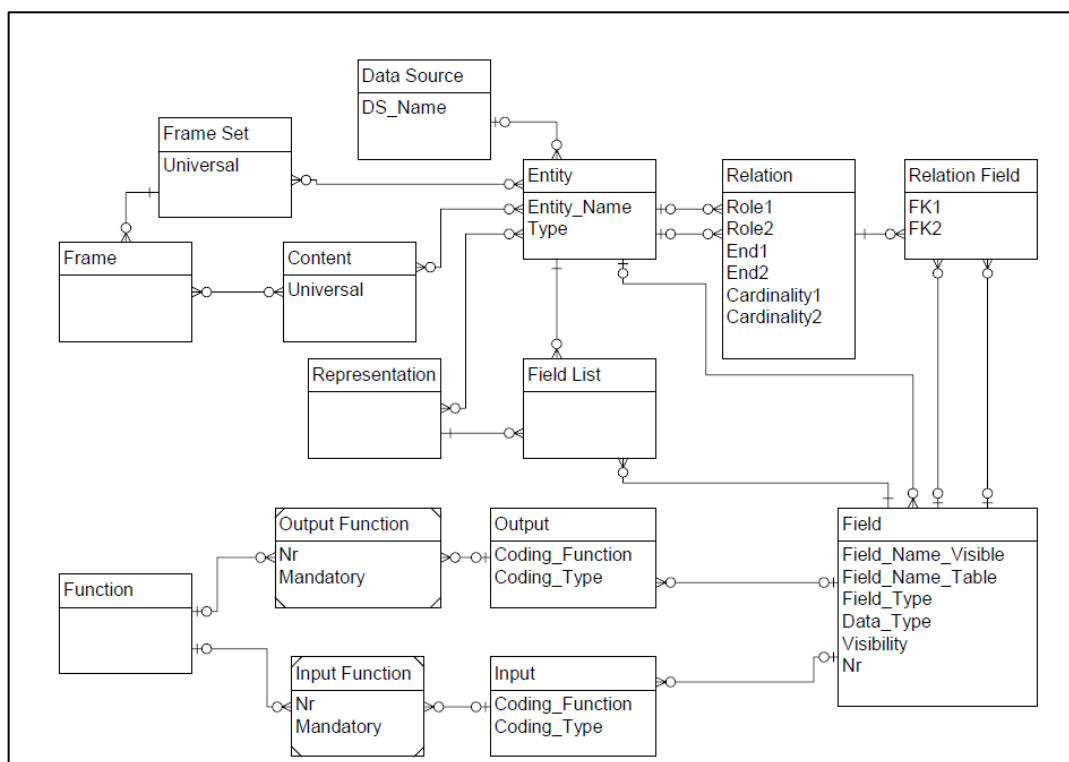 Data Source
DS_Name
Frame Set
Universal
Entity
Entity_Name
Type
Relation
Role1
Role2
End1
End2
Cardinality1
Cardinality2
Relation Field
FK1
FK2
Frame
Content
Universal
Representation
Field List
Output Function
Nr
Mandatory
Output
Coding_Function
Coding_Type
Field
Field_Name_Visible
Field_Name_Table
Field_Type
Data_Type
Visibility
Nr
Function
Input Function
Nr
Mandatory
Input
Coding_Function
Coding_Type